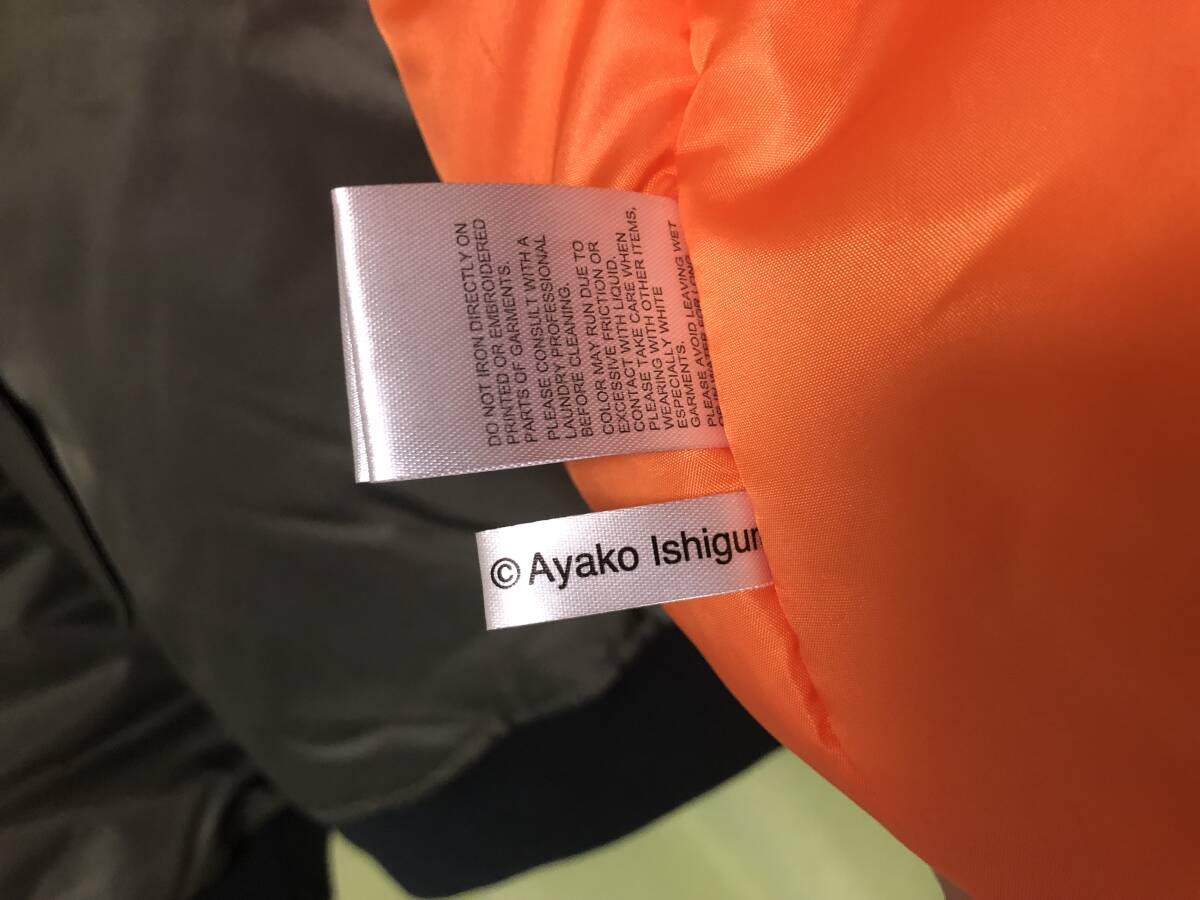 DO NOT IRON DIRECTLY ON
PRINTED OR EMBROIDERED
PARTS OF GARMENTS.
PLEASE CONSULT WITH A
LAUNDRY PROFESSIONAL
BEFORE CLEANING.
COLOR MAY RUN DUE TO
EXCESSIVE FRICTION OR
CONTACT WITH LIQUID.
PLEASE TAKE CARE WHEN
WEARING WITH OTHER ITEMS,
ESPECIALLY WHITE
GARMENTS.
PLEASE AVOID LEAVING WET
© Ayako Ishigur